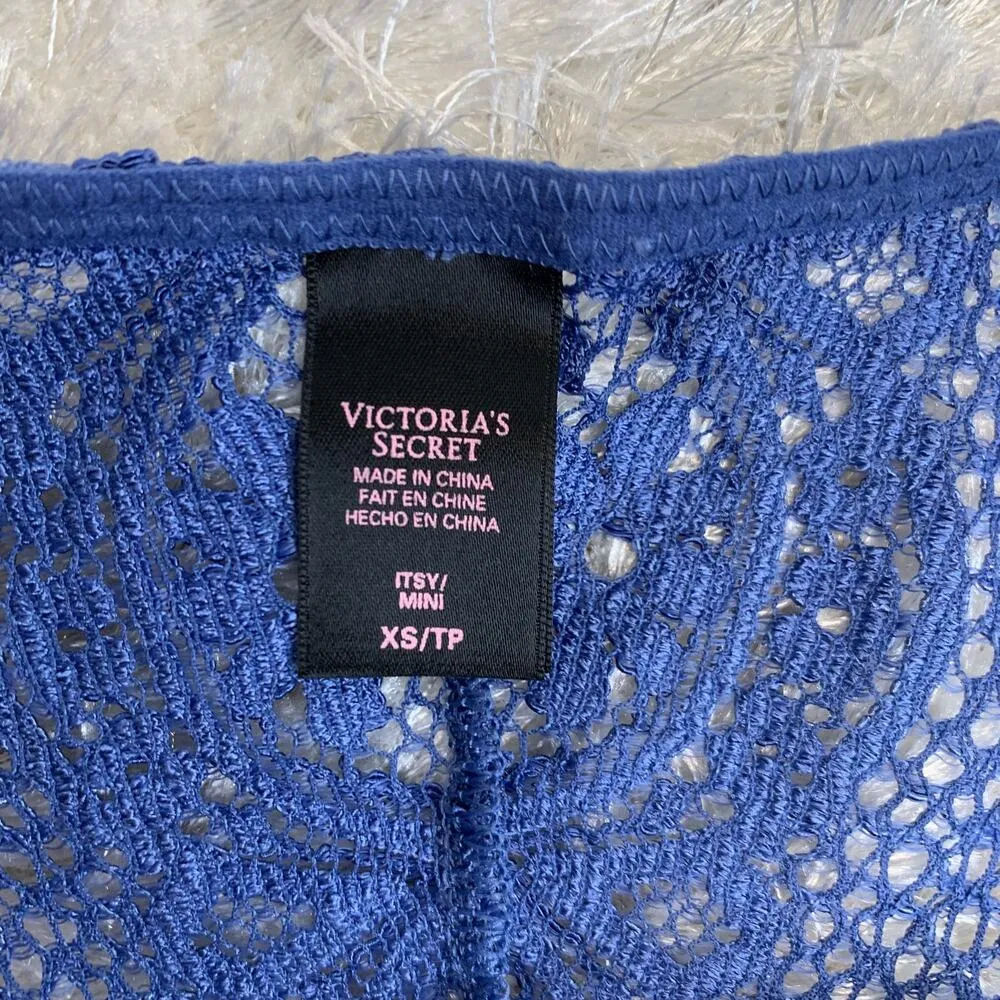 VICTORIA'S
SECRET
MADE IN CHINA
FAIT EN CHINE
HECHO EN CHINA
ITSY/
MINI
XS/TP